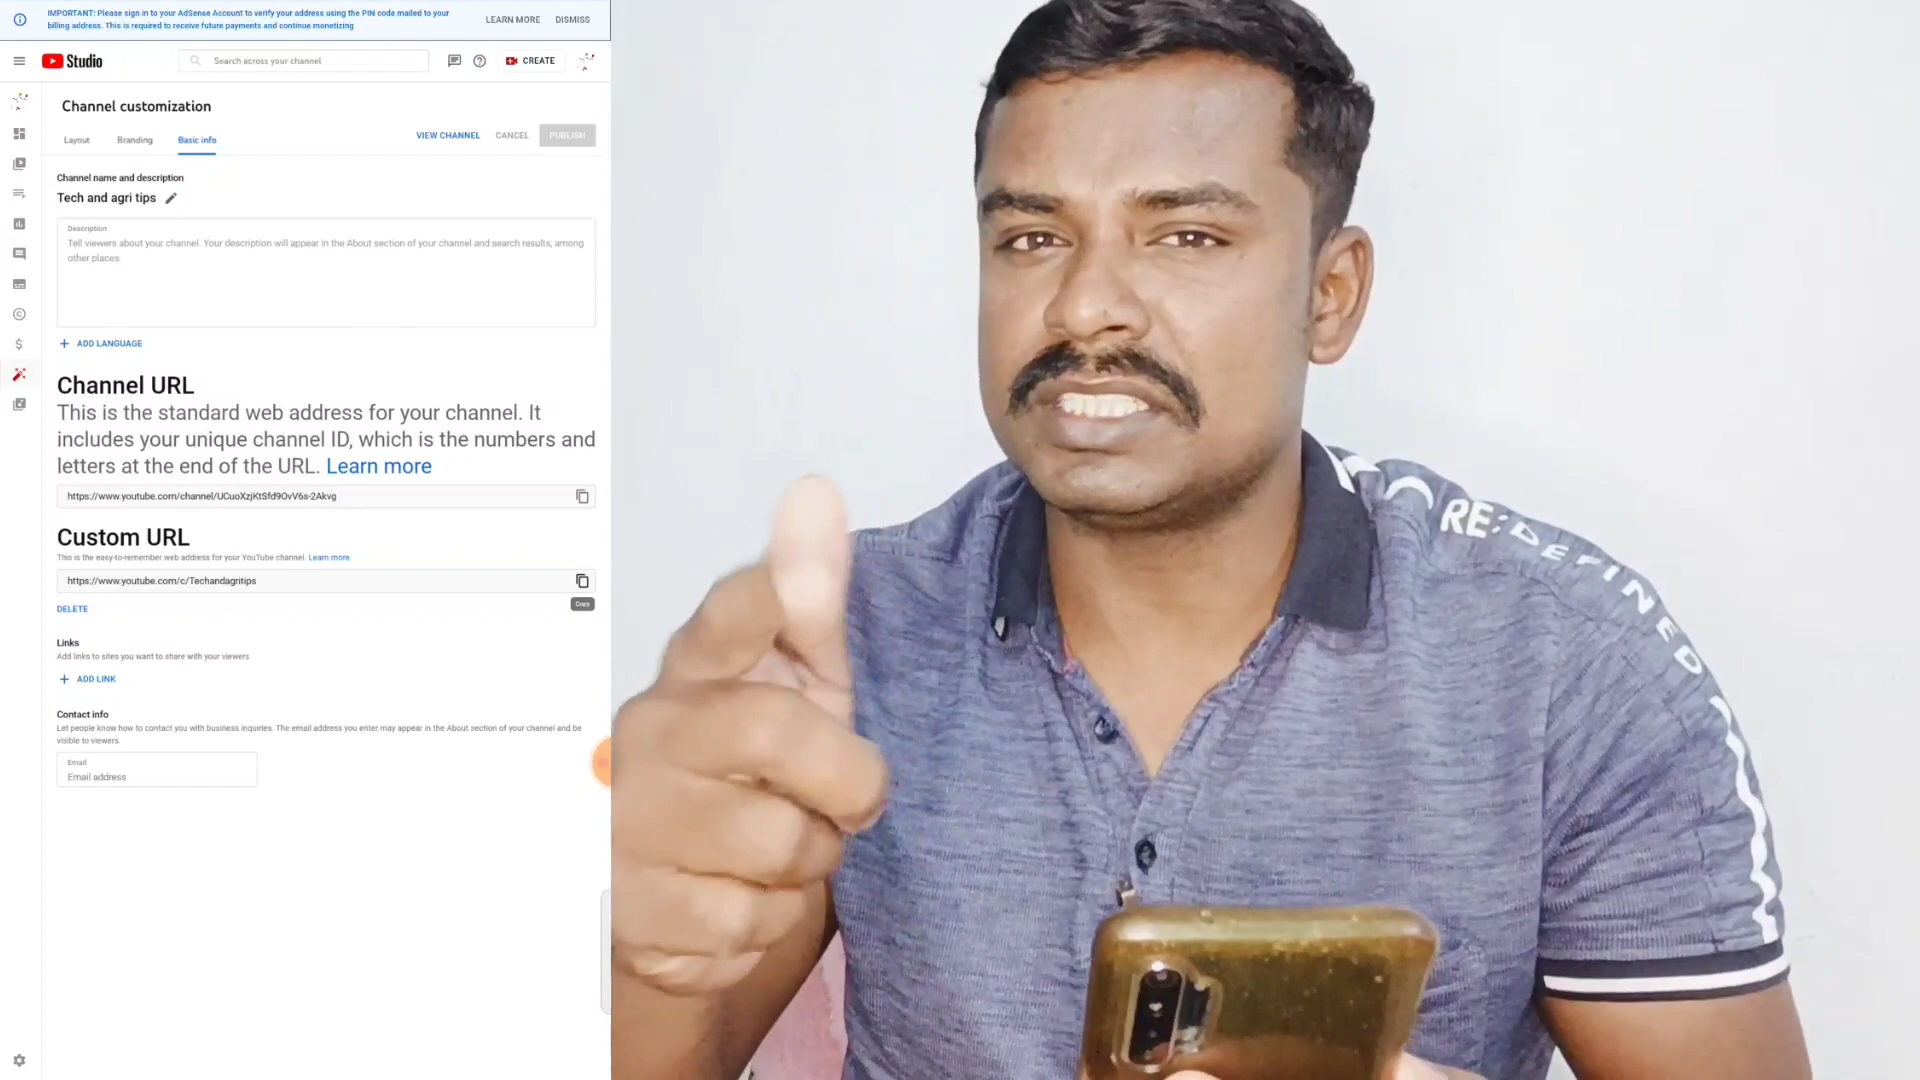 IMPORTANT: Please sign in to your AdSense Account to verify your address using the PIN code mailed to your
billing address. This is required to receive future payments and continue monetizing
LEARN MORE
DISMISS
Studio
Search across your channel
CREATE
Channel customization
Layout
Branding
Basic info
VIEW CHANNEL
CANCEL
PUBLISH
Channel name and description
Tech and agri tips
Description
Tell viewers about your channel. Your description will appear in the About section of your channel and search results, among
other places.
+ ADD LANGUAGE
Channel URL
This is the standard web address for your channel. It
includes your unique channel ID, which is the numbers and
letters at the end of the URL. Learn more
https://www.youtube.com/channel/UCuoXzjKtSfd9OvV6s-2Akvg
Custom URL
This is the easy-to-remember web address for your YouTube channel. Learn more
https://www.youtube.com/c/Techandagritips
Copy
DELETE
Links
Add links to sites you want to share with your viewers
+ ADD LINK
Contact info
Let people know how to contact you with business inquiries. The email address you enter may appear in the About section of your channel and be
visible to viewers.
Email
Email address
RE:DEFINED